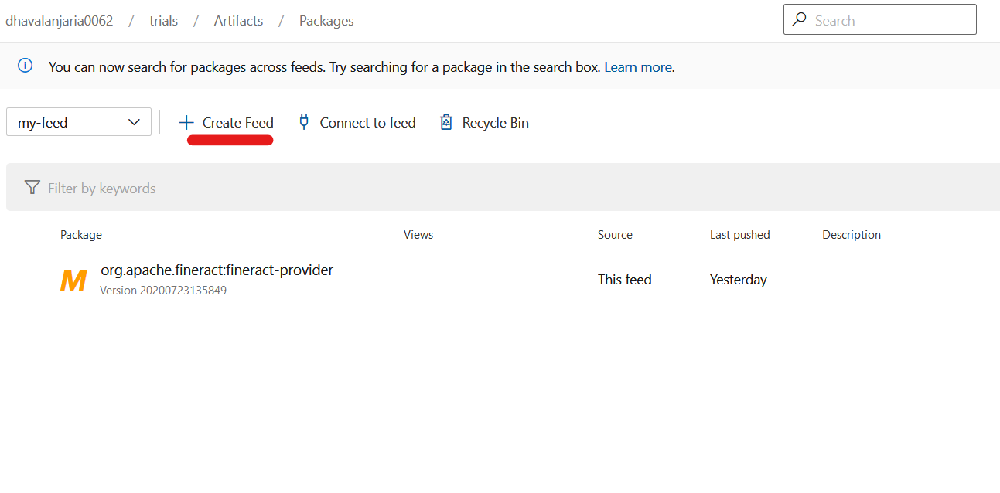 dhavalanjaria0062 / trials / Artifacts / Packages
Search
You can now search for packages across feeds. Try searching for a package in the search box. Learn more.
my-feed
Create Feed
Connect to feed
Recycle Bin
Filter by keywords
Package Views Source Last pushed Description
org.apache.fineract:fineract-provider
This feed Yesterday
Version 20200723135849